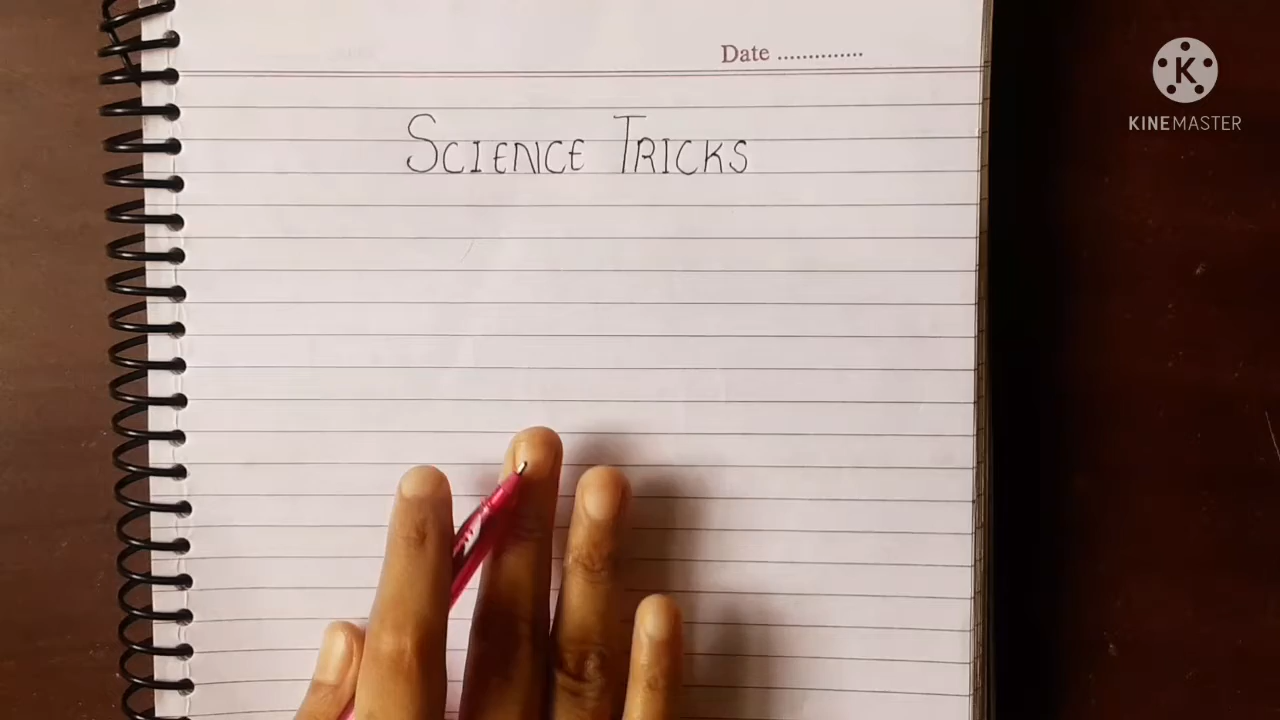 Date ..............
SCIENCE TRICKS
K
KINEMASTER